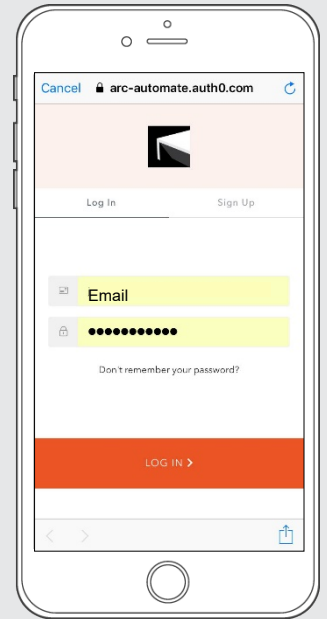 Cancel arc-automate.auth0.com
Log In Sign Up
Email
●●●●●●●●●●●
Don't remember your password?
LOG IN >